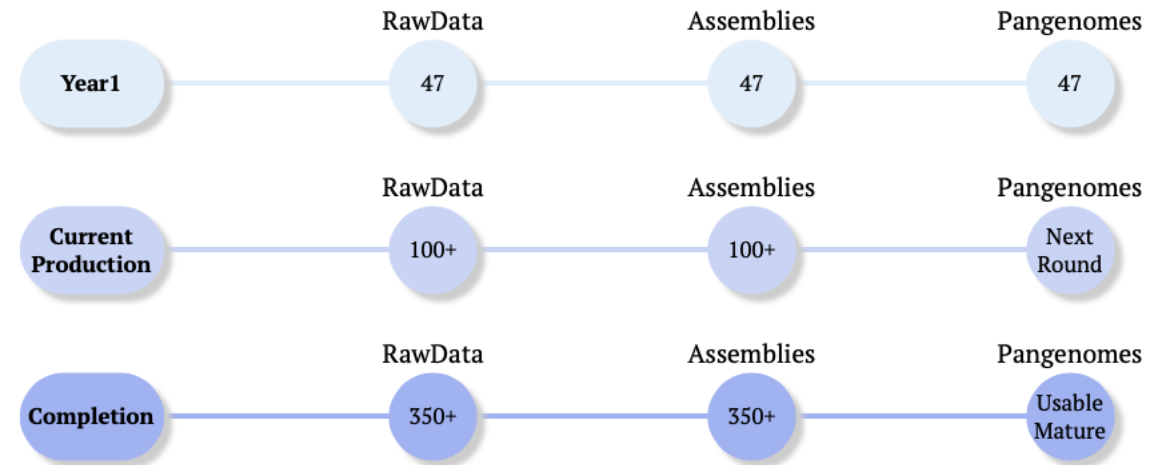 RawData Assemblies Pangenomes
Year1 47 47 47
RawData Assemblies Pangenomes
Current Production 100+ 100+ Next Round
RawData Assemblies Pangenomes
Completion 350+ 350+ Usable Mature